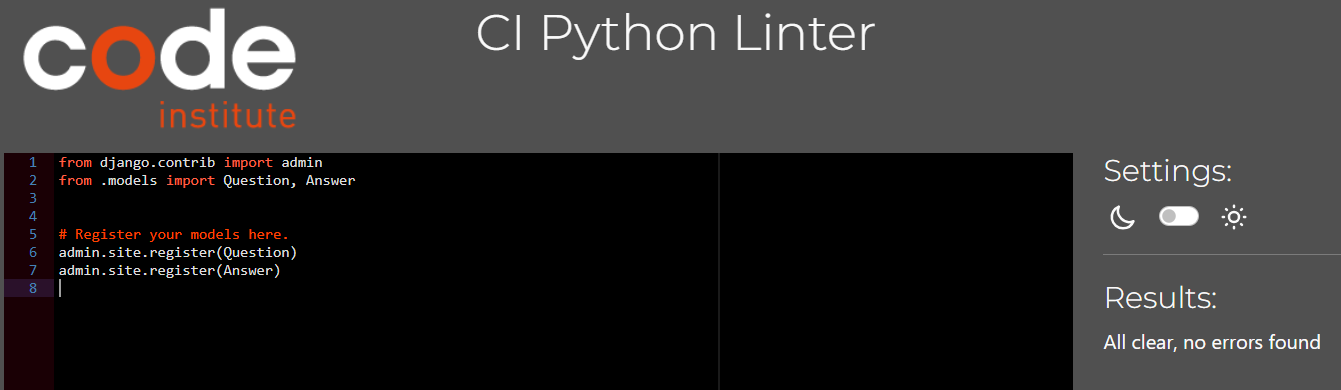 code
institute
CI Python Linter
1 from django.contrib import admin
2 from .models import Question, Answer
3
4
5 # Register your models here.
6 admin.site.register(Question)
7 admin.site.register(Answer)
8
Settings:
Results:
All clear, no errors found